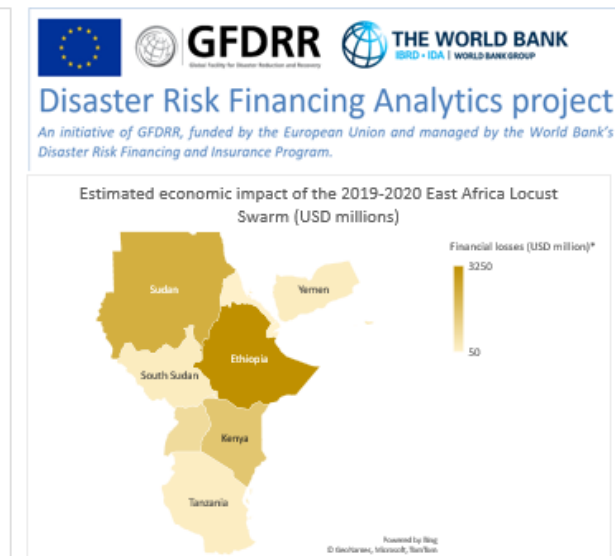 GFDRR
Global Facility for Disaster Reduction and Recovery
THE WORLD BANK
IBRD • IDA | WORLD BANK GROUP
Disaster Risk Financing Analytics project
An initiative of GFDRR, funded by the European Union and managed by the World Bank's
Disaster Risk Financing and Insurance Program.
Estimated economic impact of the 2019-2020 East Africa Locust
Swarm (USD millions)
Financial losses (USD million)*
3250
50
Sudan
Yemen
Ethiopia
South Sudan
Kenya
Tanzania
Powered by Bing
© GeoNames, Microsoft, TomTom